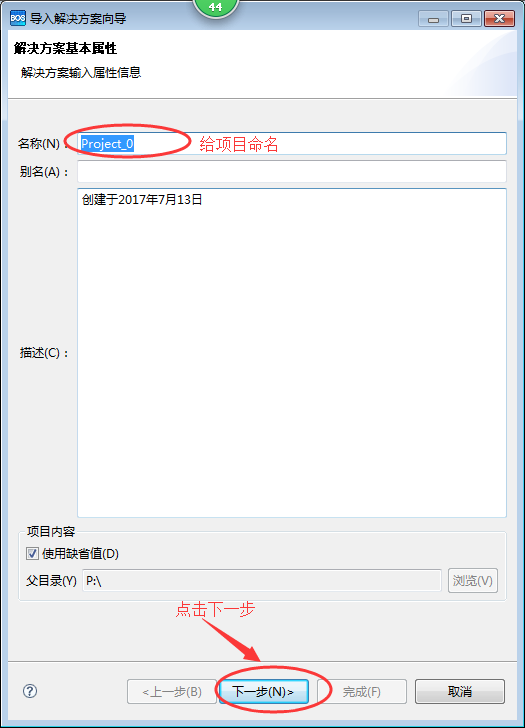 44
BOS 导入解决方案向导
解决方案基本属性
解决方案输入属性信息
名称(N)： Project_0 给项目命名
别名(A)：
创建于2017年7月13日
描述(C)：
项目内容
使用缺省值(D)
父目录(Y) P:\ 浏览(V)
点击下一步
? <上一步(B) 下一步(N)> 完成(F) 取消